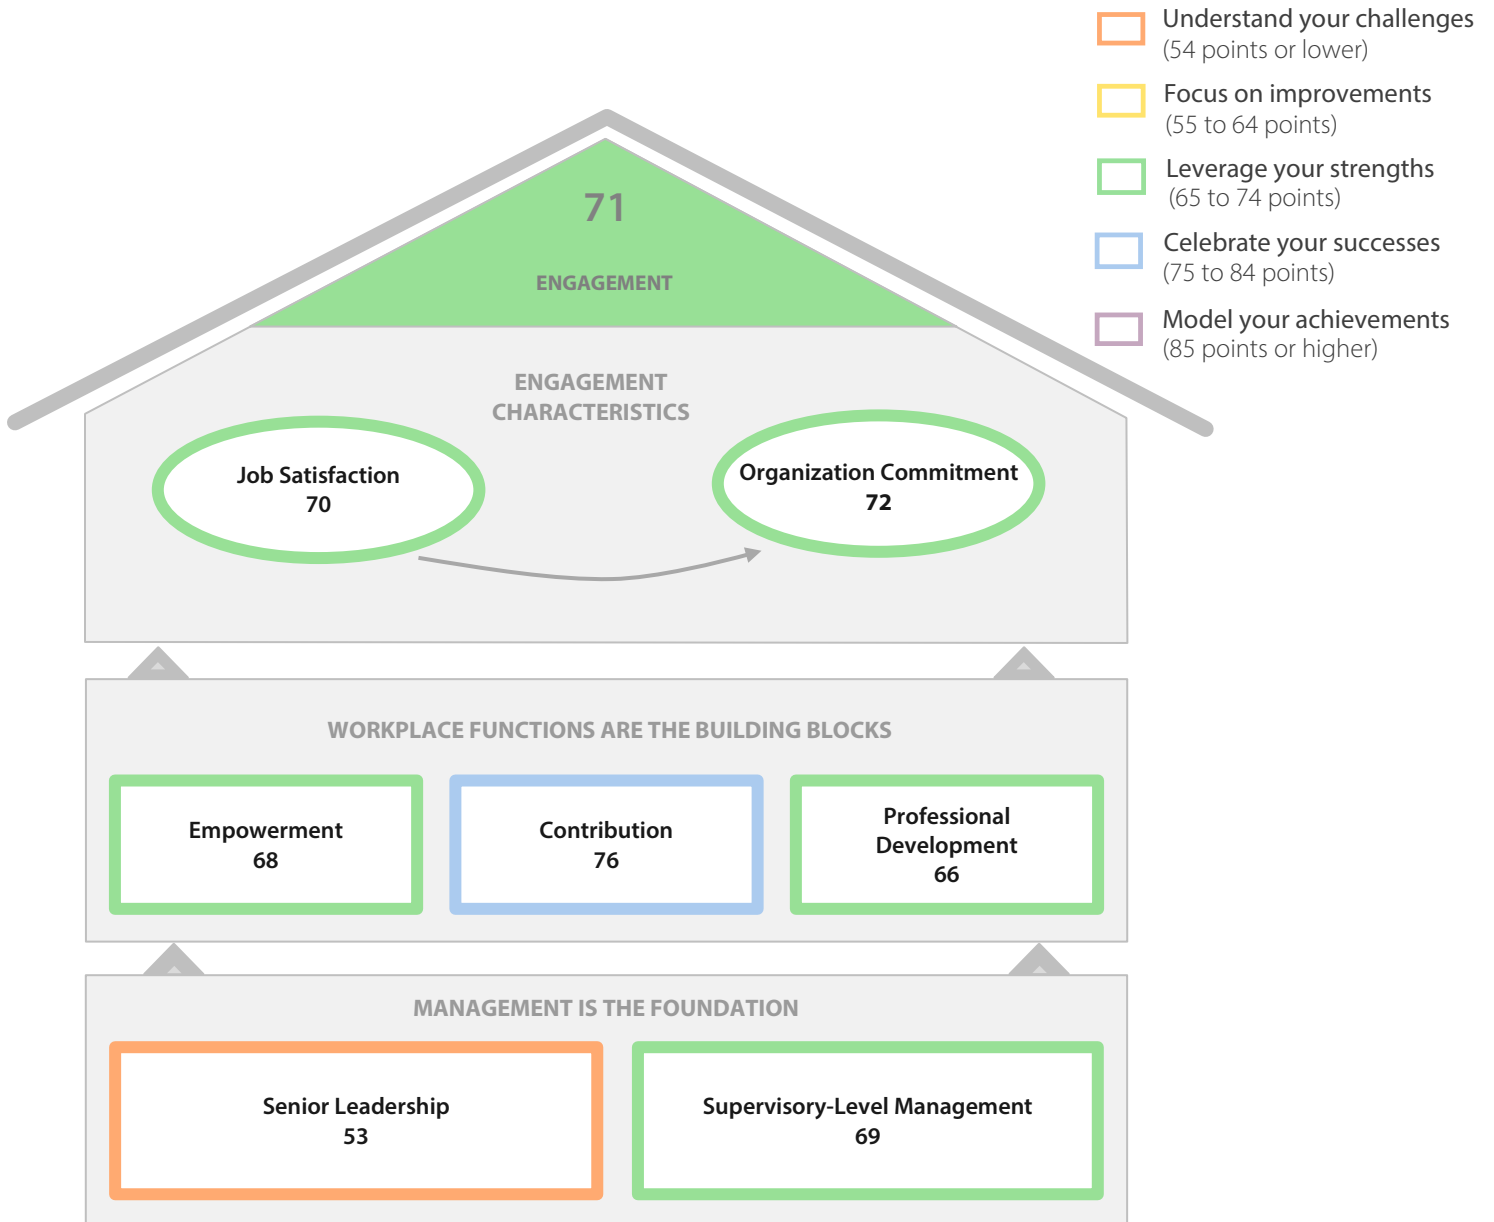 Understand your challenges
(54 points or lower)
Focus on improvements
(55 to 64 points)
Leverage your strengths
(65 to 74 points)
Celebrate your successes
(75 to 84 points)
Model your achievements
(85 points or higher)
71
ENGAGEMENT
ENGAGEMENT
CHARACTERISTICS
Job Satisfaction
70
Organization Commitment
72
WORKPLACE FUNCTIONS ARE THE BUILDING BLOCKS
Empowerment
68
Contribution
76
Professional
Development
66
MANAGEMENT IS THE FOUNDATION
Senior Leadership
53
Supervisory-Level Management
69